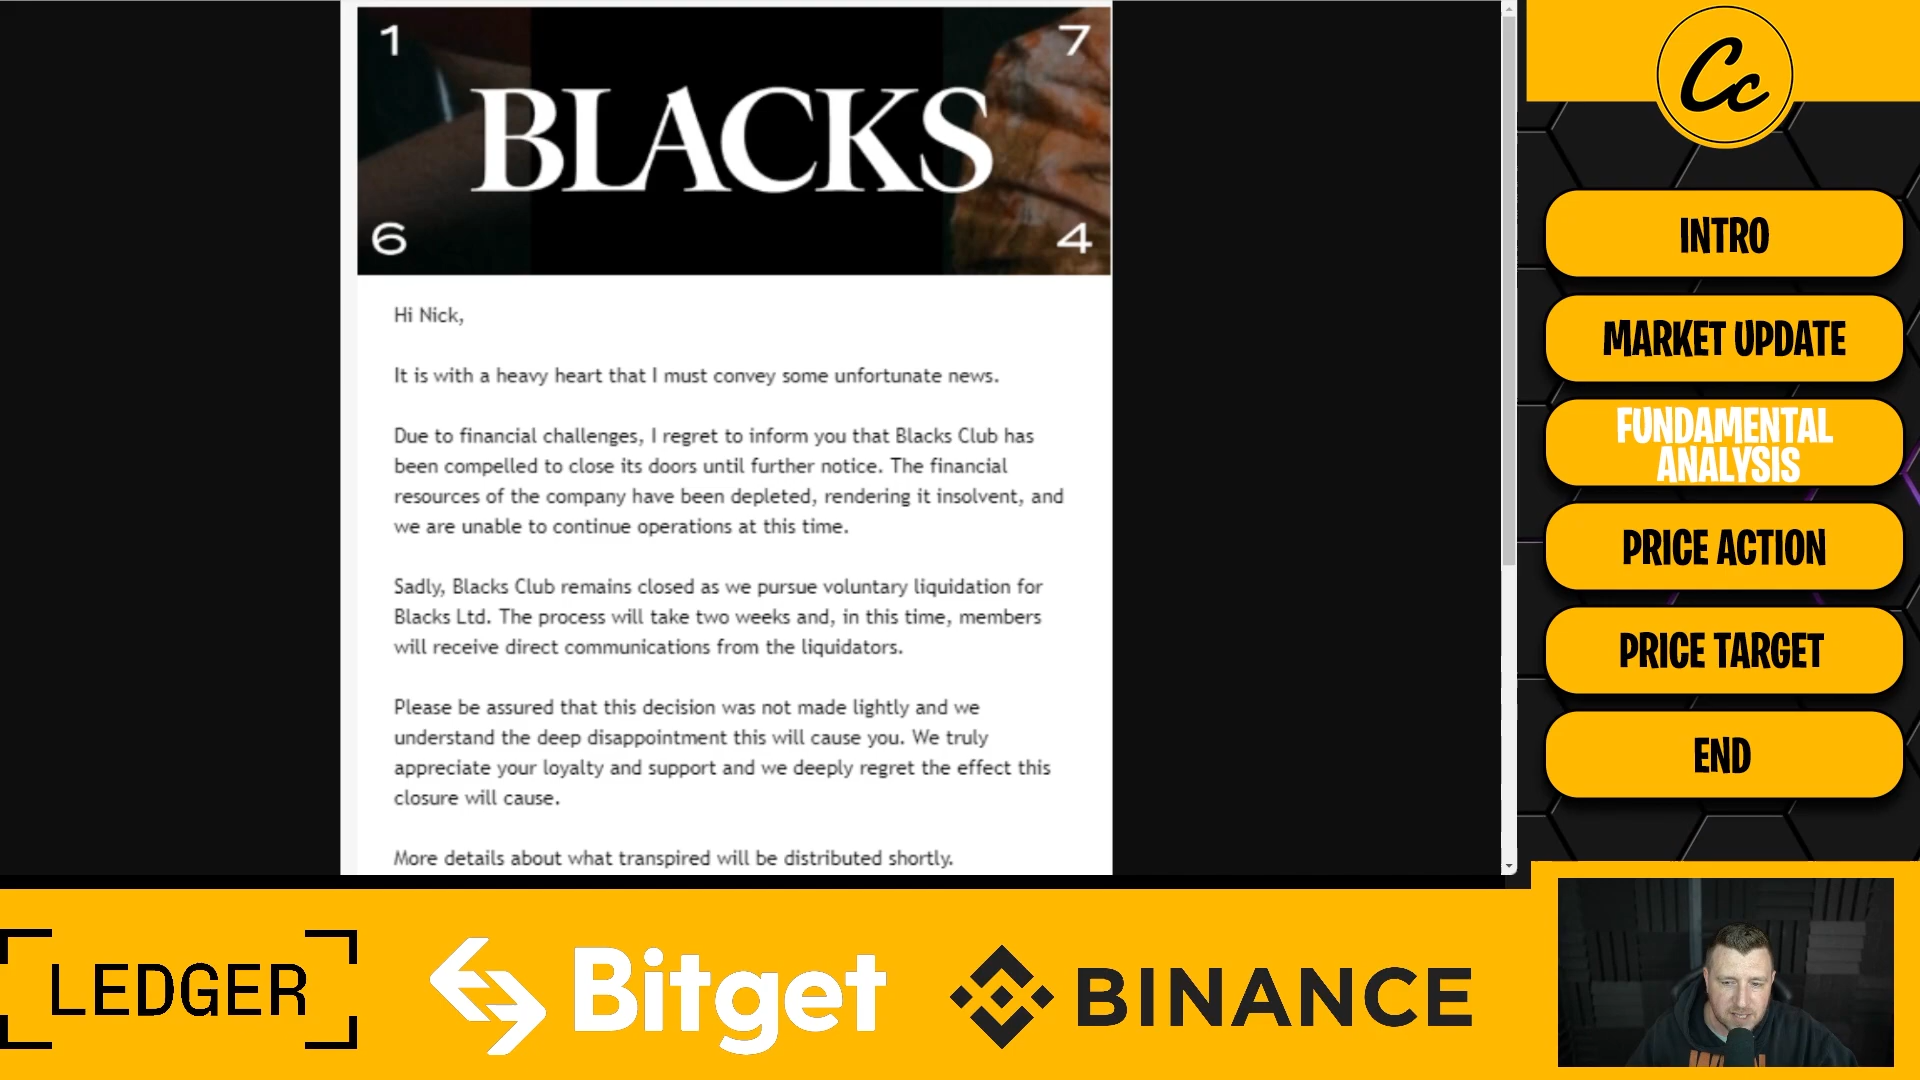 1
7
BLACKS
6
4
Hi Nick,
It is with a heavy heart that I must convey some unfortunate news.
Due to financial challenges, I regret to inform you that Blacks Club has
been compelled to close its doors until further notice. The financial
resources of the company have been depleted, rendering it insolvent, and
we are unable to continue operations at this time.
Sadly, Blacks Club remains closed as we pursue voluntary liquidation for
Blacks Ltd. The process will take two weeks and, in this time, members
will receive direct communications from the liquidators.
Please be assured that this decision was not made lightly and we
understand the deep disappointment this will cause you. We truly
appreciate your loyalty and support and we deeply regret the effect this
closure will cause.
More details about what transpired will be distributed shortly.
Cc
INTRO
MARKET UPDATE
FUNDAMENTAL
ANALYSIS
PRICE ACTION
PRICE TARGET
END
LEDGER
Bitget
BINANCE